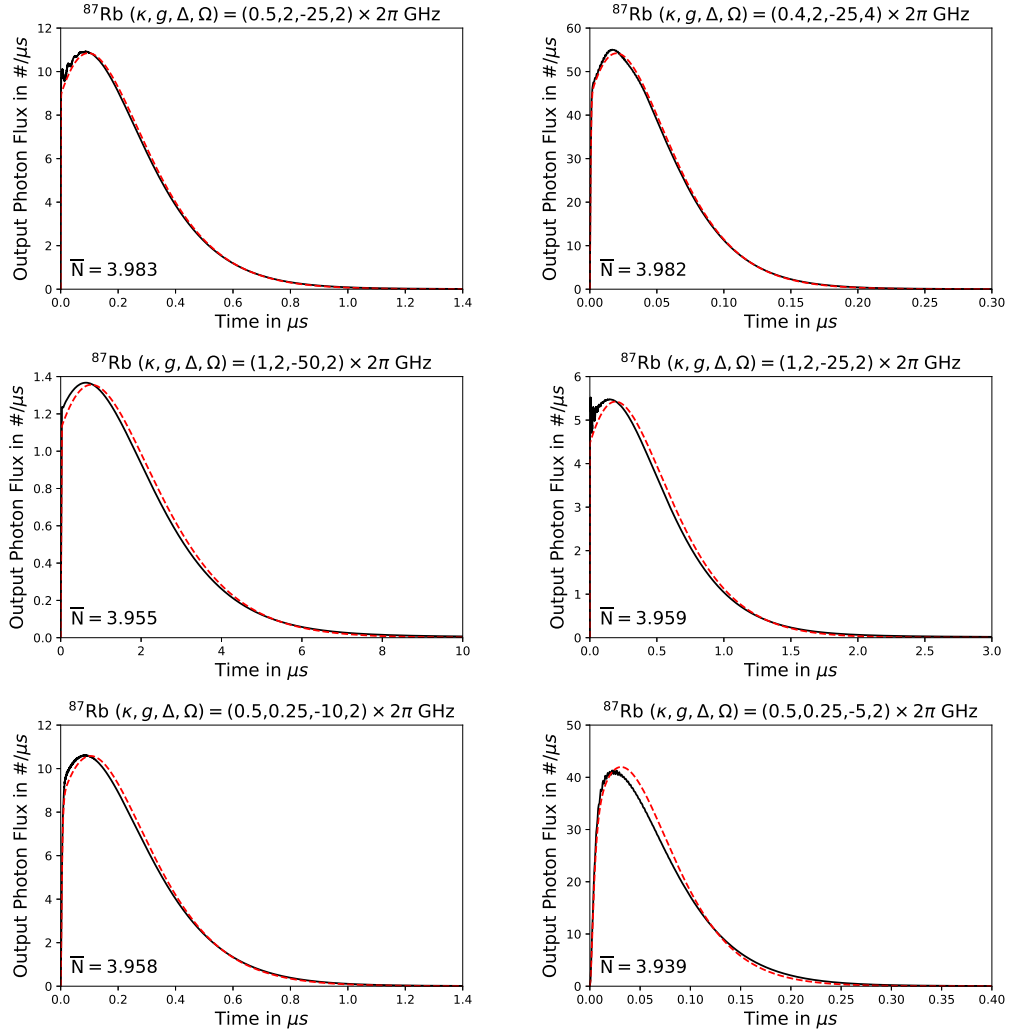 ⁸⁷Rb (κ, g, Δ, Ω) = (0.5,2,-25,2) × 2π GHz
12
10
8
6
4
2
0
Output Photon Flux in #/μs
N̅ = 3.983
0.0 0.2 0.4 0.6 0.8 1.0 1.2 1.4
Time in μs
⁸⁷Rb (κ, g, Δ, Ω) = (0.4,2,-25,4) × 2π GHz
60
50
40
30
20
10
0
Output Photon Flux in #/μs
N̅ = 3.982
0.00 0.05 0.10 0.15 0.20 0.25 0.30
Time in μs
⁸⁷Rb (κ, g, Δ, Ω) = (1,2,-50,2) × 2π GHz
1.4
1.2
1.0
0.8
0.6
0.4
0.2
0.0
Output Photon Flux in #/μs
N̅ = 3.955
0 2 4 6 8 10
Time in μs
⁸⁷Rb (κ, g, Δ, Ω) = (1,2,-25,2) × 2π GHz
6
5
4
3
2
1
0
Output Photon Flux in #/μs
N̅ = 3.959
0.0 0.5 1.0 1.5 2.0 2.5 3.0
Time in μs
⁸⁷Rb (κ, g, Δ, Ω) = (0.5,0.25,-10,2) × 2π GHz
12
10
8
6
4
2
0
Output Photon Flux in #/μs
N̅ = 3.958
0.0 0.2 0.4 0.6 0.8 1.0 1.2 1.4
Time in μs
⁸⁷Rb (κ, g, Δ, Ω) = (0.5,0.25,-5,2) × 2π GHz
50
40
30
20
10
0
Output Photon Flux in #/μs
N̅ = 3.939
0.00 0.05 0.10 0.15 0.20 0.25 0.30 0.35 0.40
Time in μs